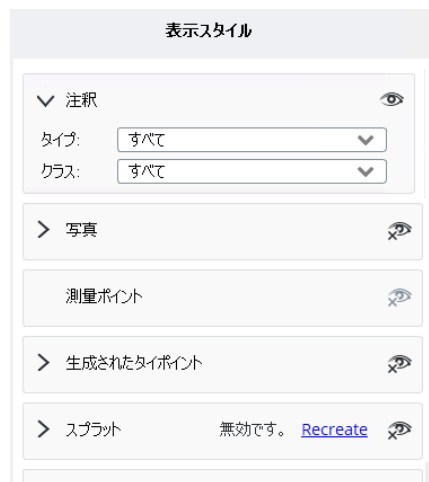 表示スタイル
注釈
タイプ: すべて
クラス: すべて
写真
測量ポイント
生成されたタイポイント
スプラット 無効です。 Recreate